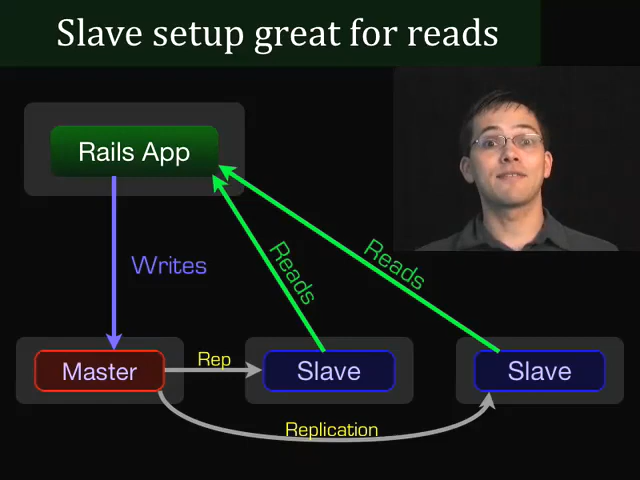 Slave setup great for reads
Rails App
Writes
Reads
Reads
Rep
Master
Slave
Slave
Replication